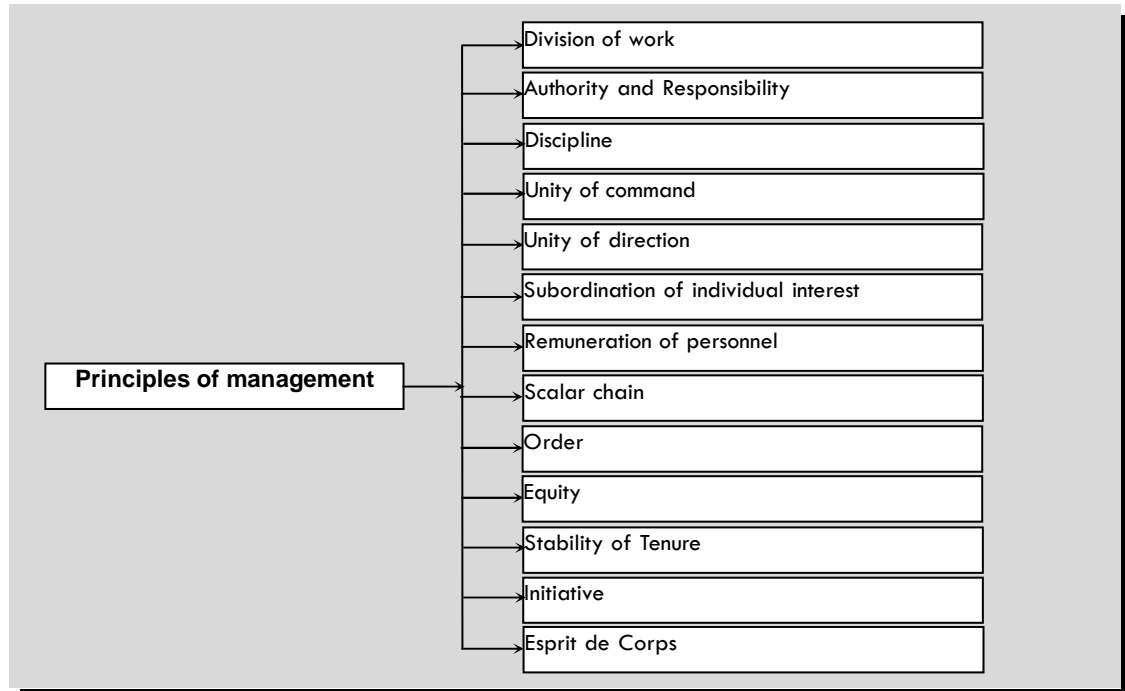 Division of work
Authority and Responsibility
Discipline
Unity of command
Unity of direction
Subordination of individual interest
Remuneration of personnel
Principles of management
Scalar chain
Order
Equity
Stability of Tenure
Initiative
Esprit de Corps